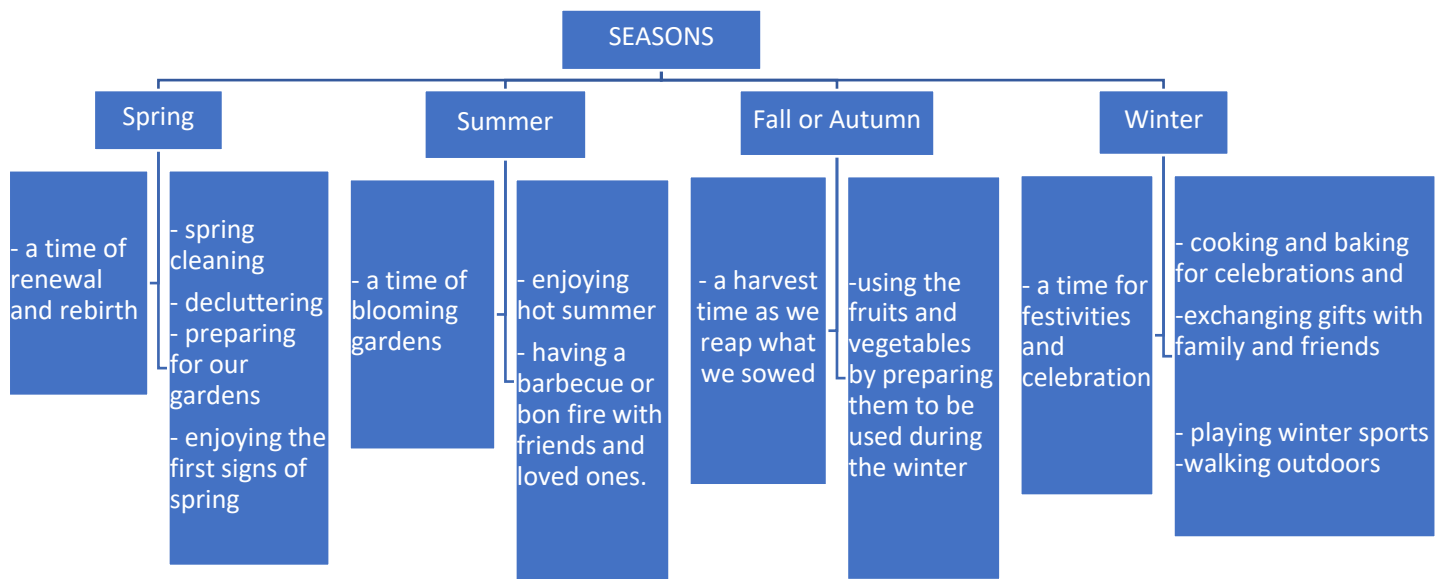 SEASONS
Spring
Summer
Fall or Autumn
Winter
- a time of
renewal
and rebirth
- spring
cleaning
- decluttering
- preparing
for our
gardens
- enjoying the
first signs of
spring
- a time of
blooming
gardens
- enjoying
hot summer
- having a
barbecue or
bon fire with
friends and
loved ones.
- a harvest
time as we
reap what
we sowed
-using the
fruits and
vegetables
by preparing
them to be
used during
the winter
- a time for
festivities
and
celebration
- cooking and baking
for celebrations and
-exchanging gifts with
family and friends
- playing winter sports
-walking outdoors